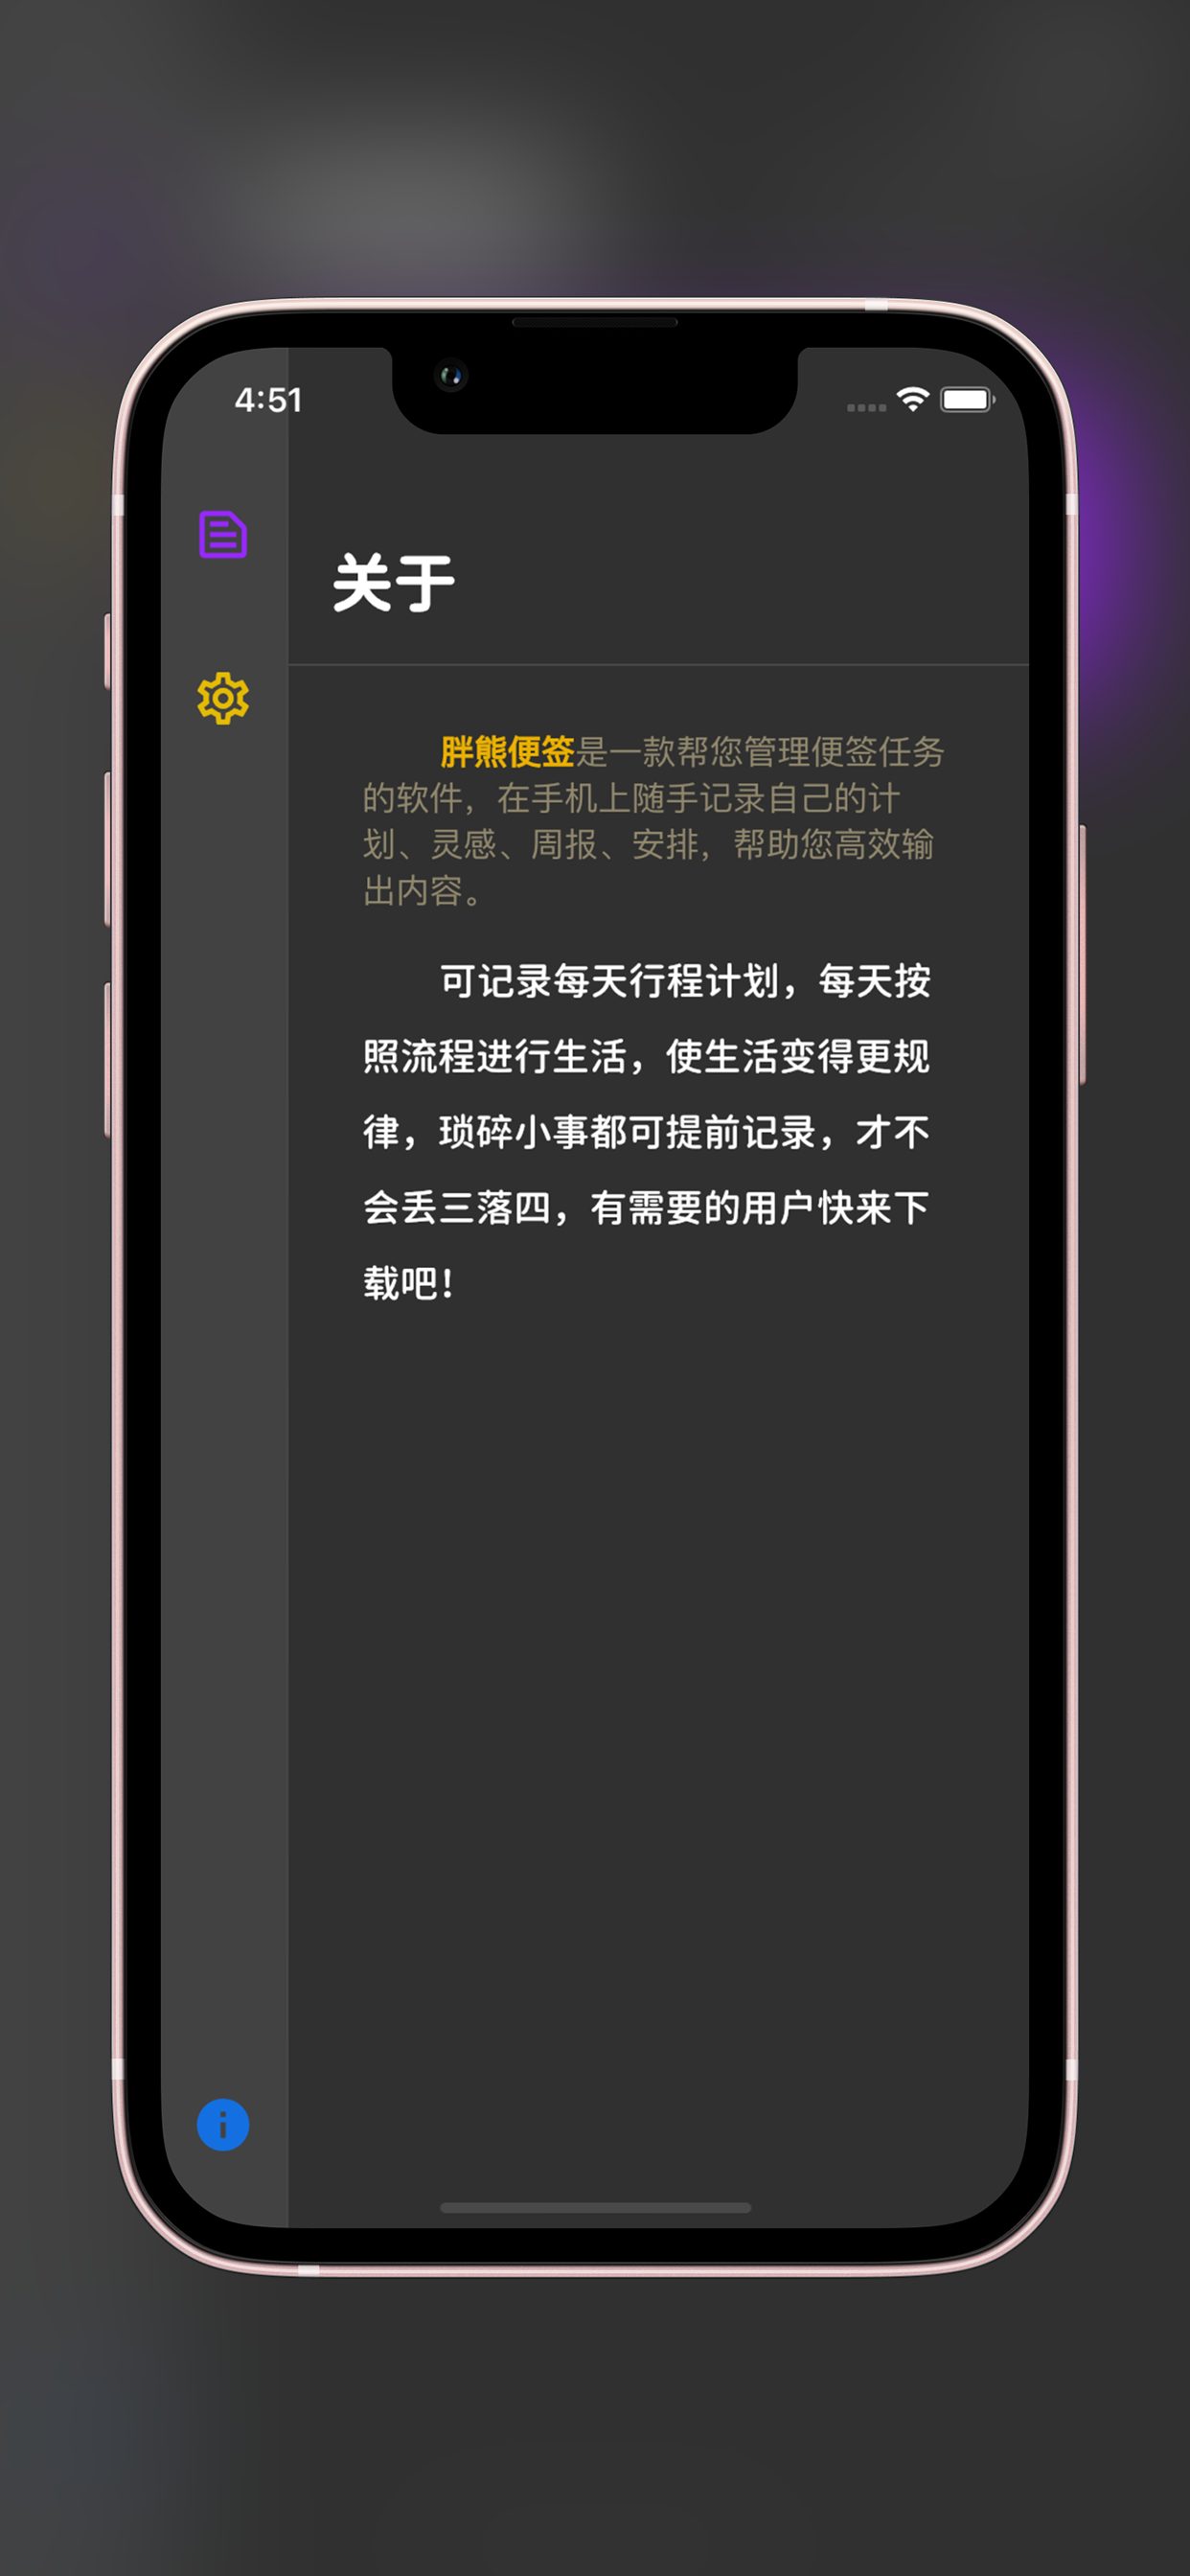 4:51
关于
胖熊便签是一款帮您管理便签任务
的软件，在手机上随手记录自己的计
划、灵感、周报、安排，帮助您高效输
出内容。
可记录每天行程计划，每天按
照流程进行生活，使生活变得更规
律，琐碎小事都可提前记录，才不
会丢三落四，有需要的用户快来下
载吧！